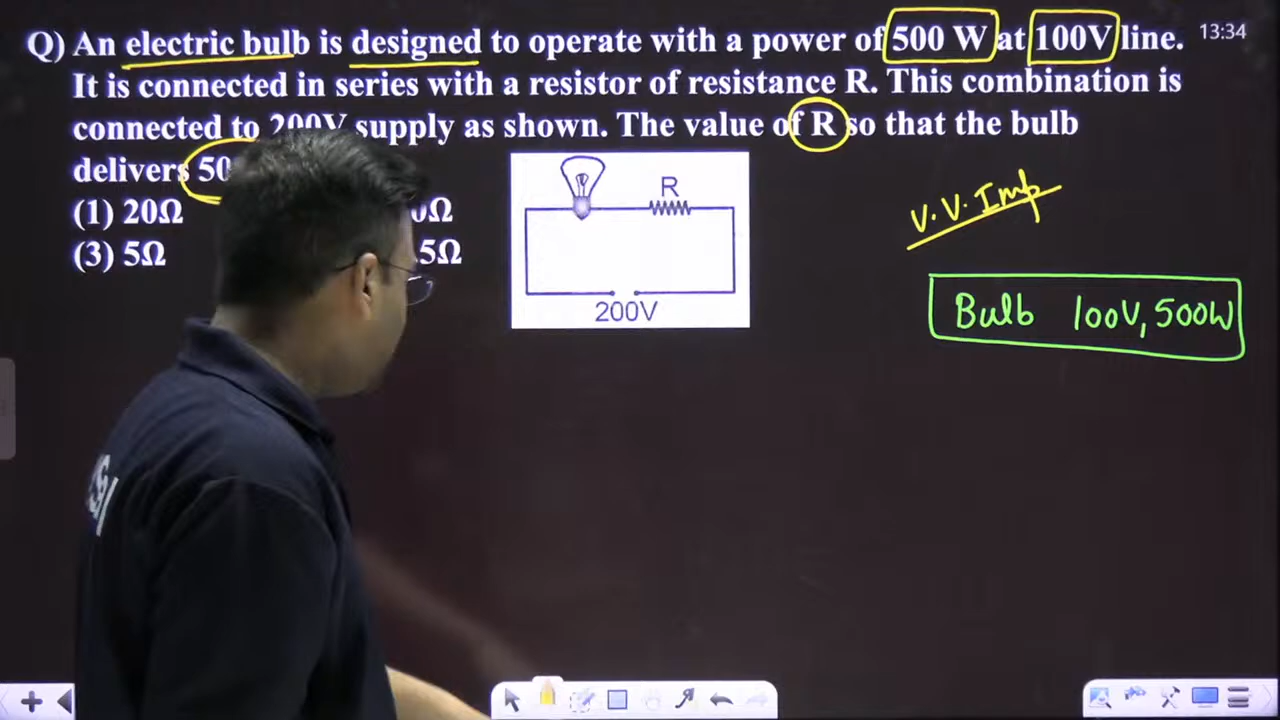 Q) An electric bulb is designed to operate with a power of 500 W at 100V line.
13:34
It is connected in series with a resistor of resistance R. This combination is
connected to 200V supply as shown. The value of R so that the bulb
delivers 50
(1) 20Ω 0Ω
(3) 5Ω 5Ω
R
200V
V.V.Imp
Bulb 100V, 500W